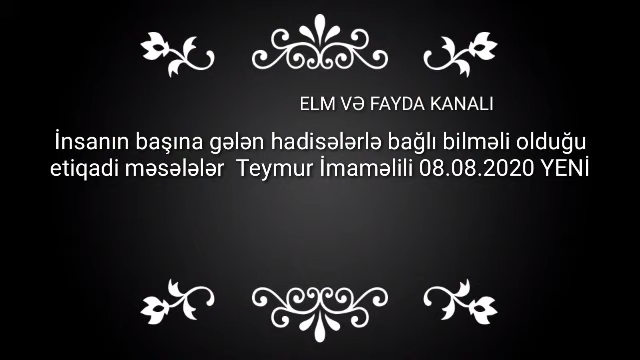 ELM VƏ FAYDA KANALI
İnsanın başına gələn hadisələrlə bağlı bilməli olduğu
etiqadi məsələlər  Teymur İmaməlili 08.08.2020 YENİ